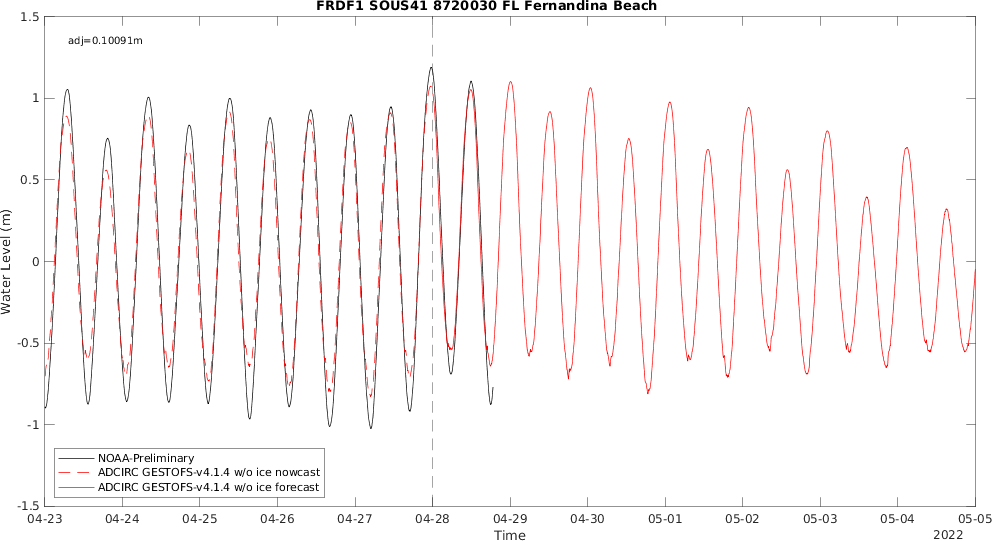 FRDF1 SOUS41 8720030 FL Fernandina Beach
adj=0.10091m
1.5
1
0.5
0
-0.5
-1
-1.5
Water Level (m)
NOAA-Preliminary
ADCIRC GESTOFS-v4.1.4 w/o ice nowcast
ADCIRC GESTOFS-v4.1.4 w/o ice forecast
04-23 04-24 04-25 04-26 04-27 04-28 04-29 04-30 05-01 05-02 05-03 05-04 05-05
Time
2022